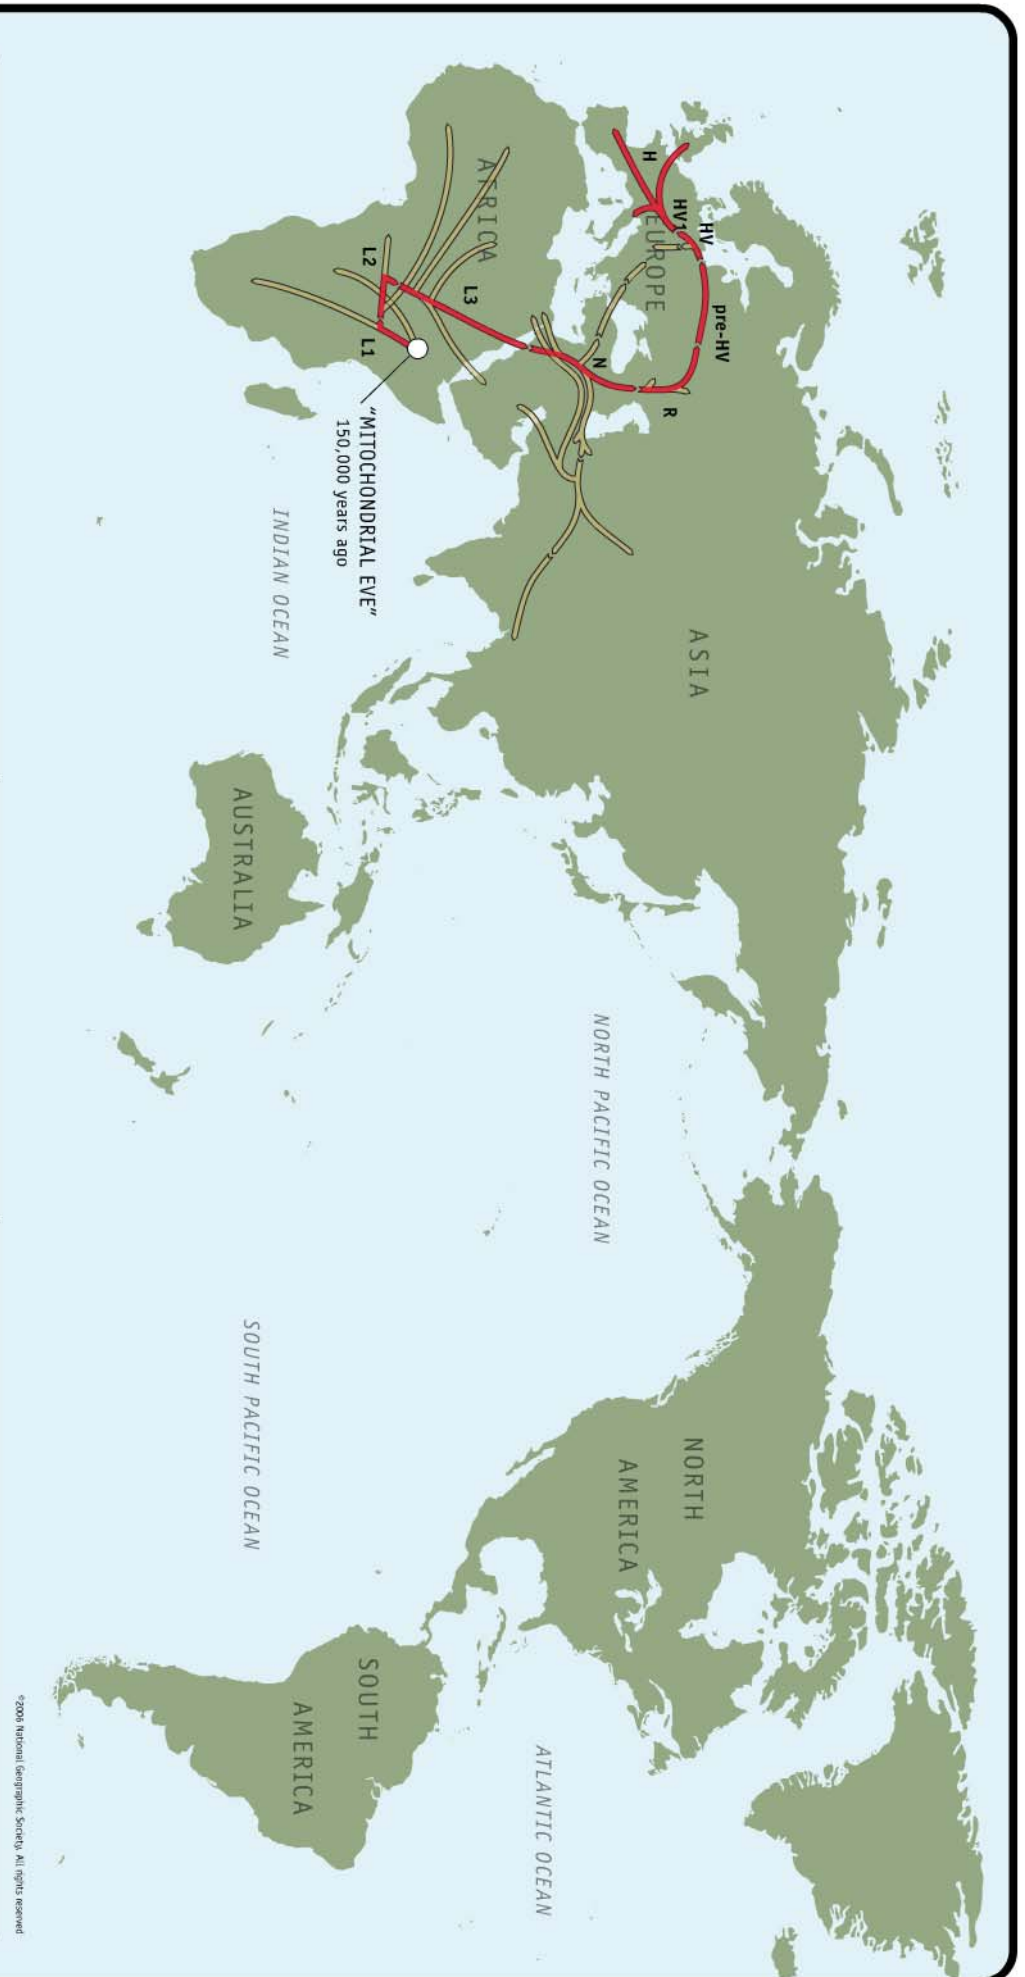 H
HV1
HV
EUROPE
pre-HV
R
N
AFRICA
L3
L2
L1
"MITOCHONDRIAL EVE"
150,000 years ago
ASIA
INDIAN OCEAN
AUSTRALIA
NORTH PACIFIC OCEAN
SOUTH PACIFIC OCEAN
NORTH
AMERICA
SOUTH
AMERICA
ATLANTIC OCEAN
©2006 National Geographic Society. All rights reserved